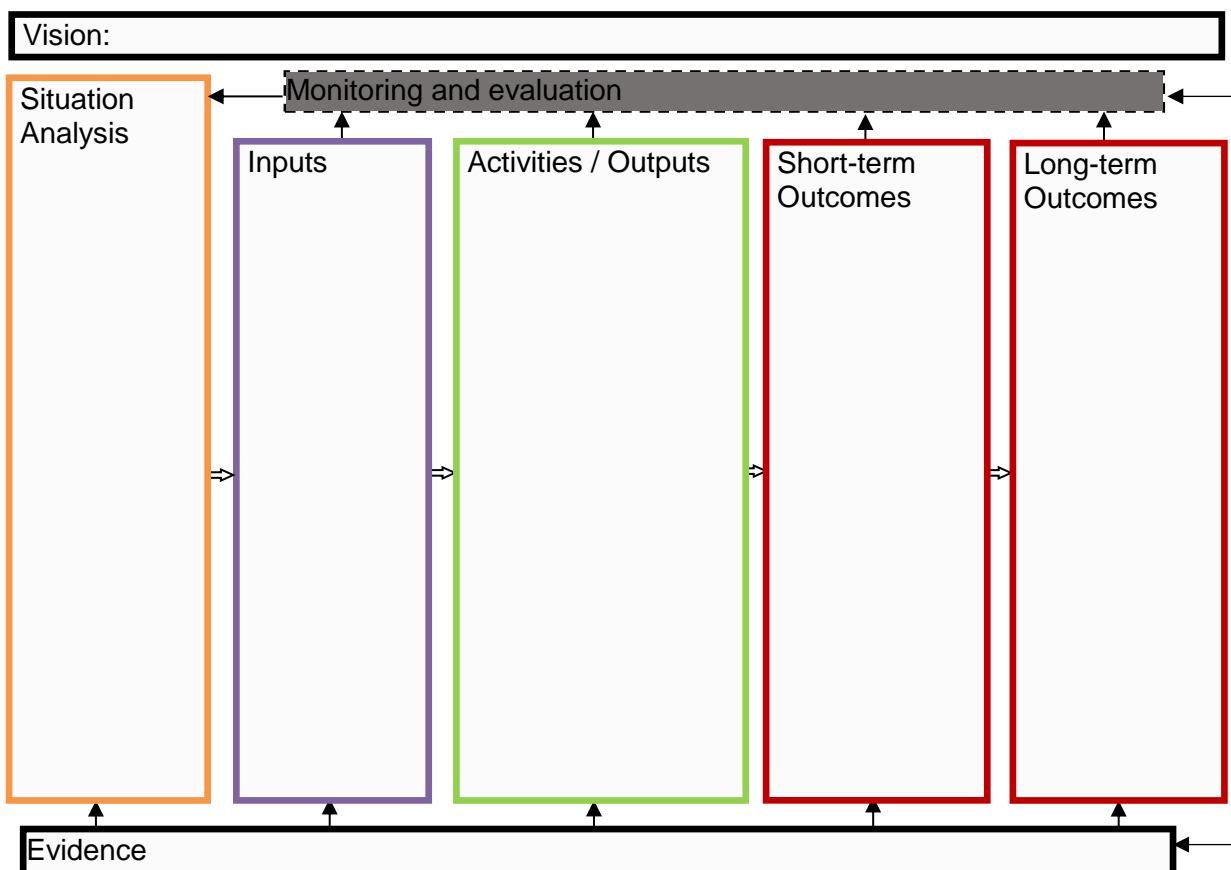 Vision:
Monitoring and evaluation
Situation
Analysis
Inputs
Activities / Outputs
Short-term
Outcomes
Long-term
Outcomes
Evidence